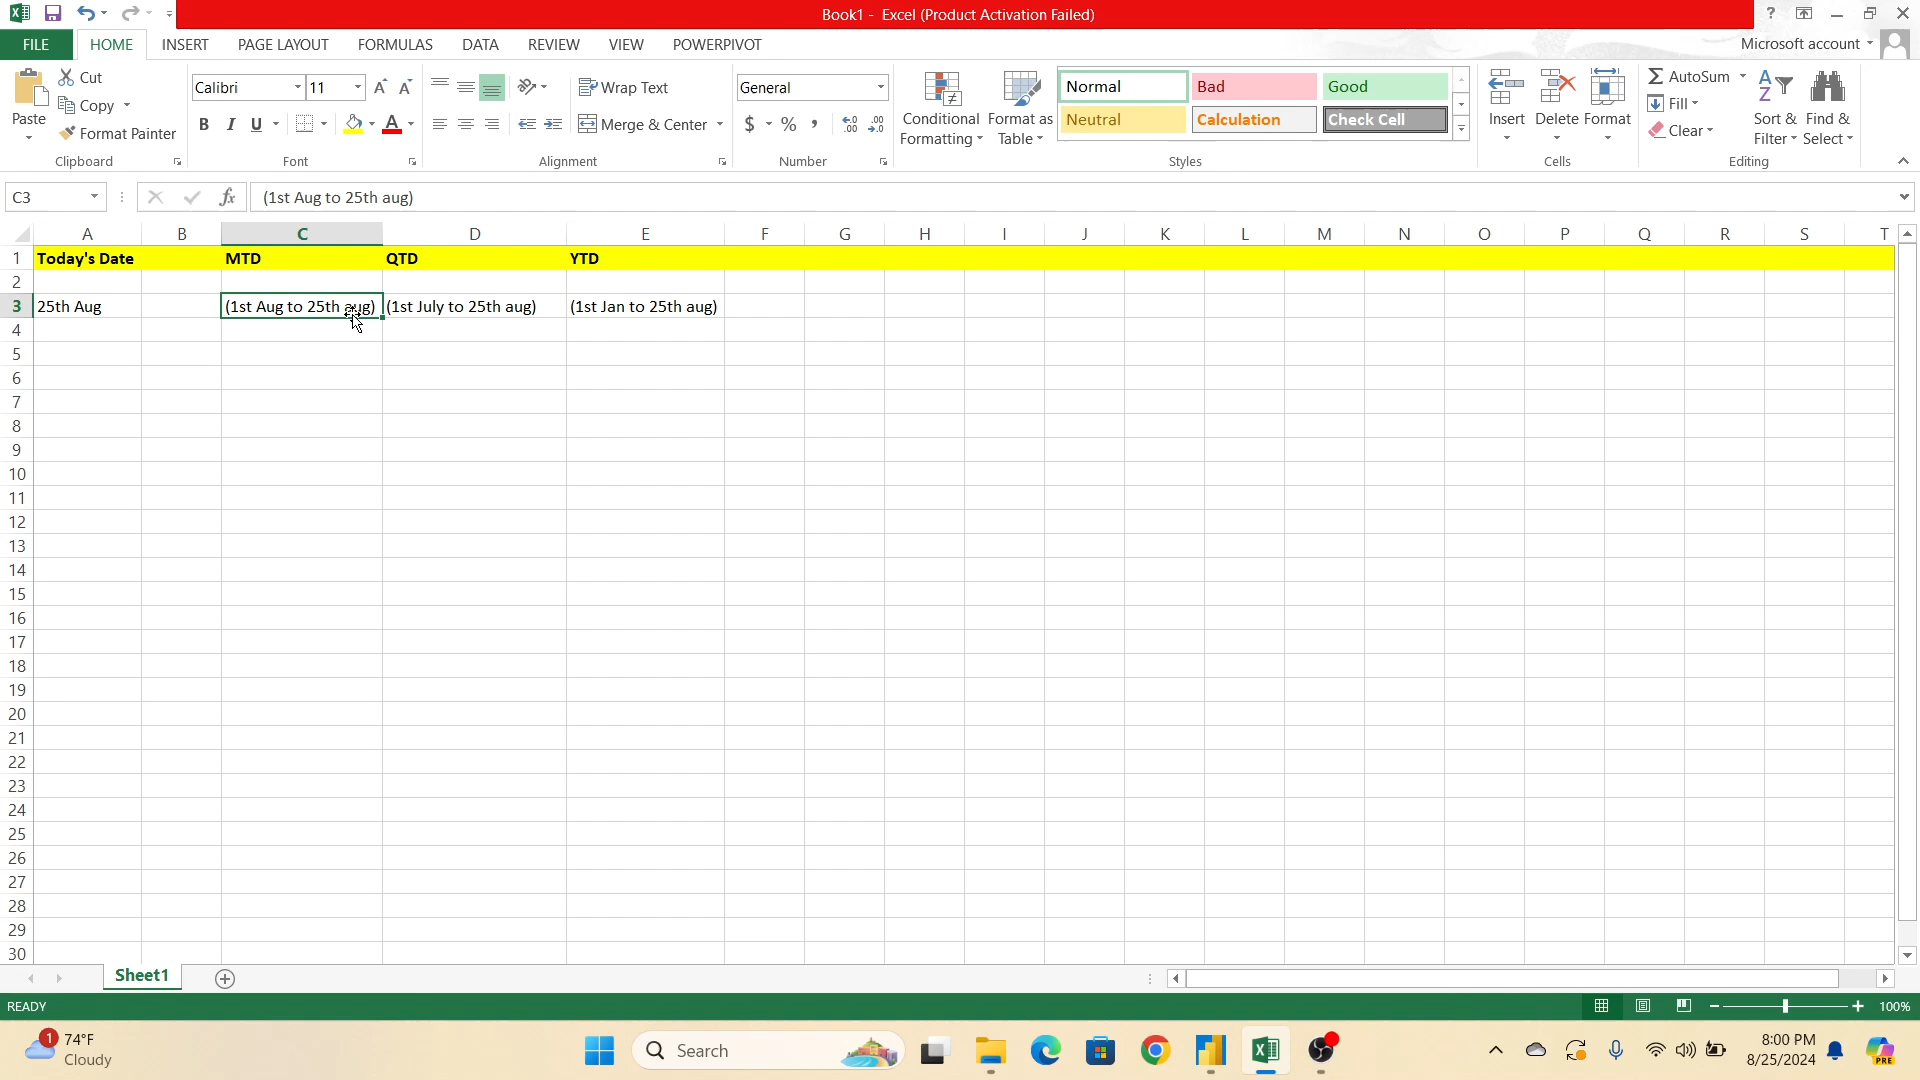 Book1 - Excel (Product Activation Failed)
?
FILE HOME INSERT PAGE LAYOUT FORMULAS DATA REVIEW VIEW POWERPIVOT Microsoft account
Paste Cut Copy Format Painter Clipboard
Calibri 11 A A B I U A Font
Wrap Text Merge & Center Alignment
General $ % , Number
Conditional Formatting Format as Table
Normal Bad Good
Neutral Calculation Check Cell
Styles
Insert Delete Format Cells
AutoSum Fill Clear Sort & Filter Find & Select Editing
C3 fx (1st Aug to 25th aug)
A B C D E F G H I J K L M N O P Q R S T
1 Today's Date MTD QTD YTD
2
3 25th Aug (1st Aug to 25th aug) (1st July to 25th aug) (1st Jan to 25th aug)
4
5
6
7
8
9
10
11
12
13
14
15
16
17
18
19
20
21
22
23
24
25
26
27
28
29
30
Sheet1
READY 100%
1 74°F
Cloudy
Search
8:00 PM
8/25/2024
PRE